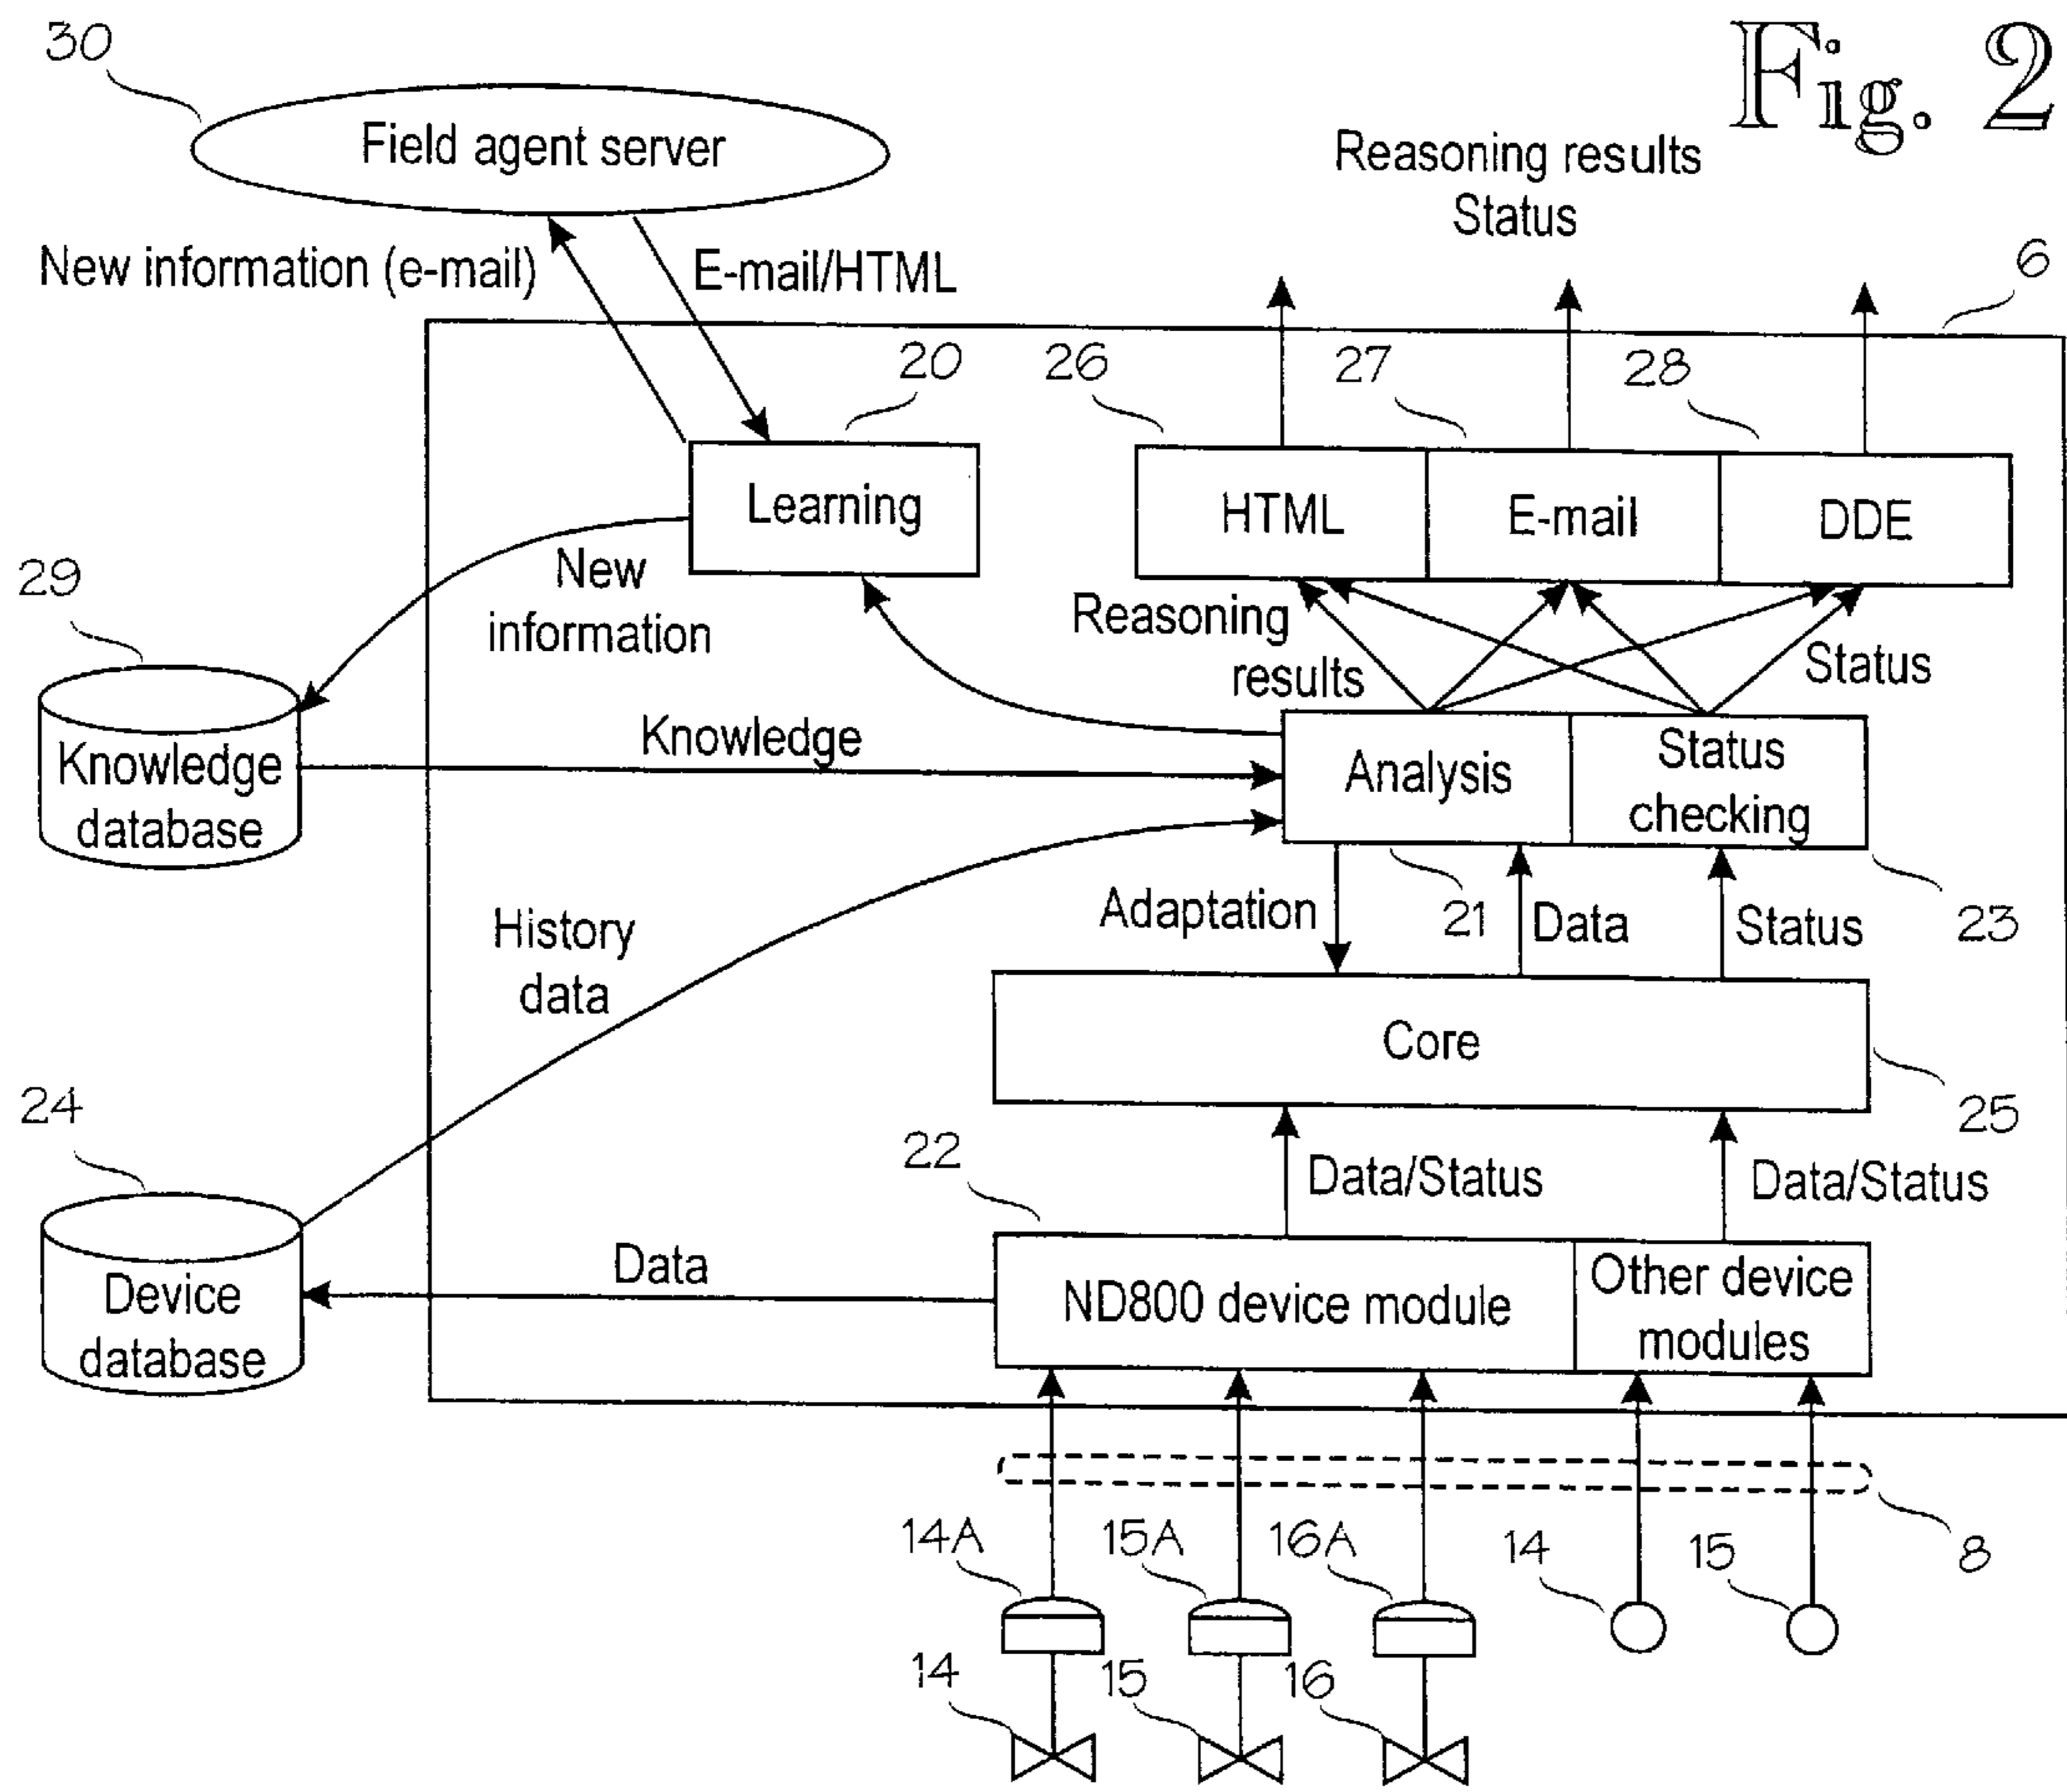 Fig. 2
30
Field agent server
Reasoning results
Status
New information (e-mail)
E-mail/HTML
6
20
26
27
28
Learning
HTML
E-mail
DDE
New
information
29
Reasoning
results
Status
Knowledge
database
Knowledge
Analysis
Status
checking
Adaptation
21
Data
Status
23
History
data
Core
25
24
22
Data/Status
Data/Status
Device
database
Data
ND800 device module
Other device
modules
14A
15A
16A
14
15
8
14
15
16